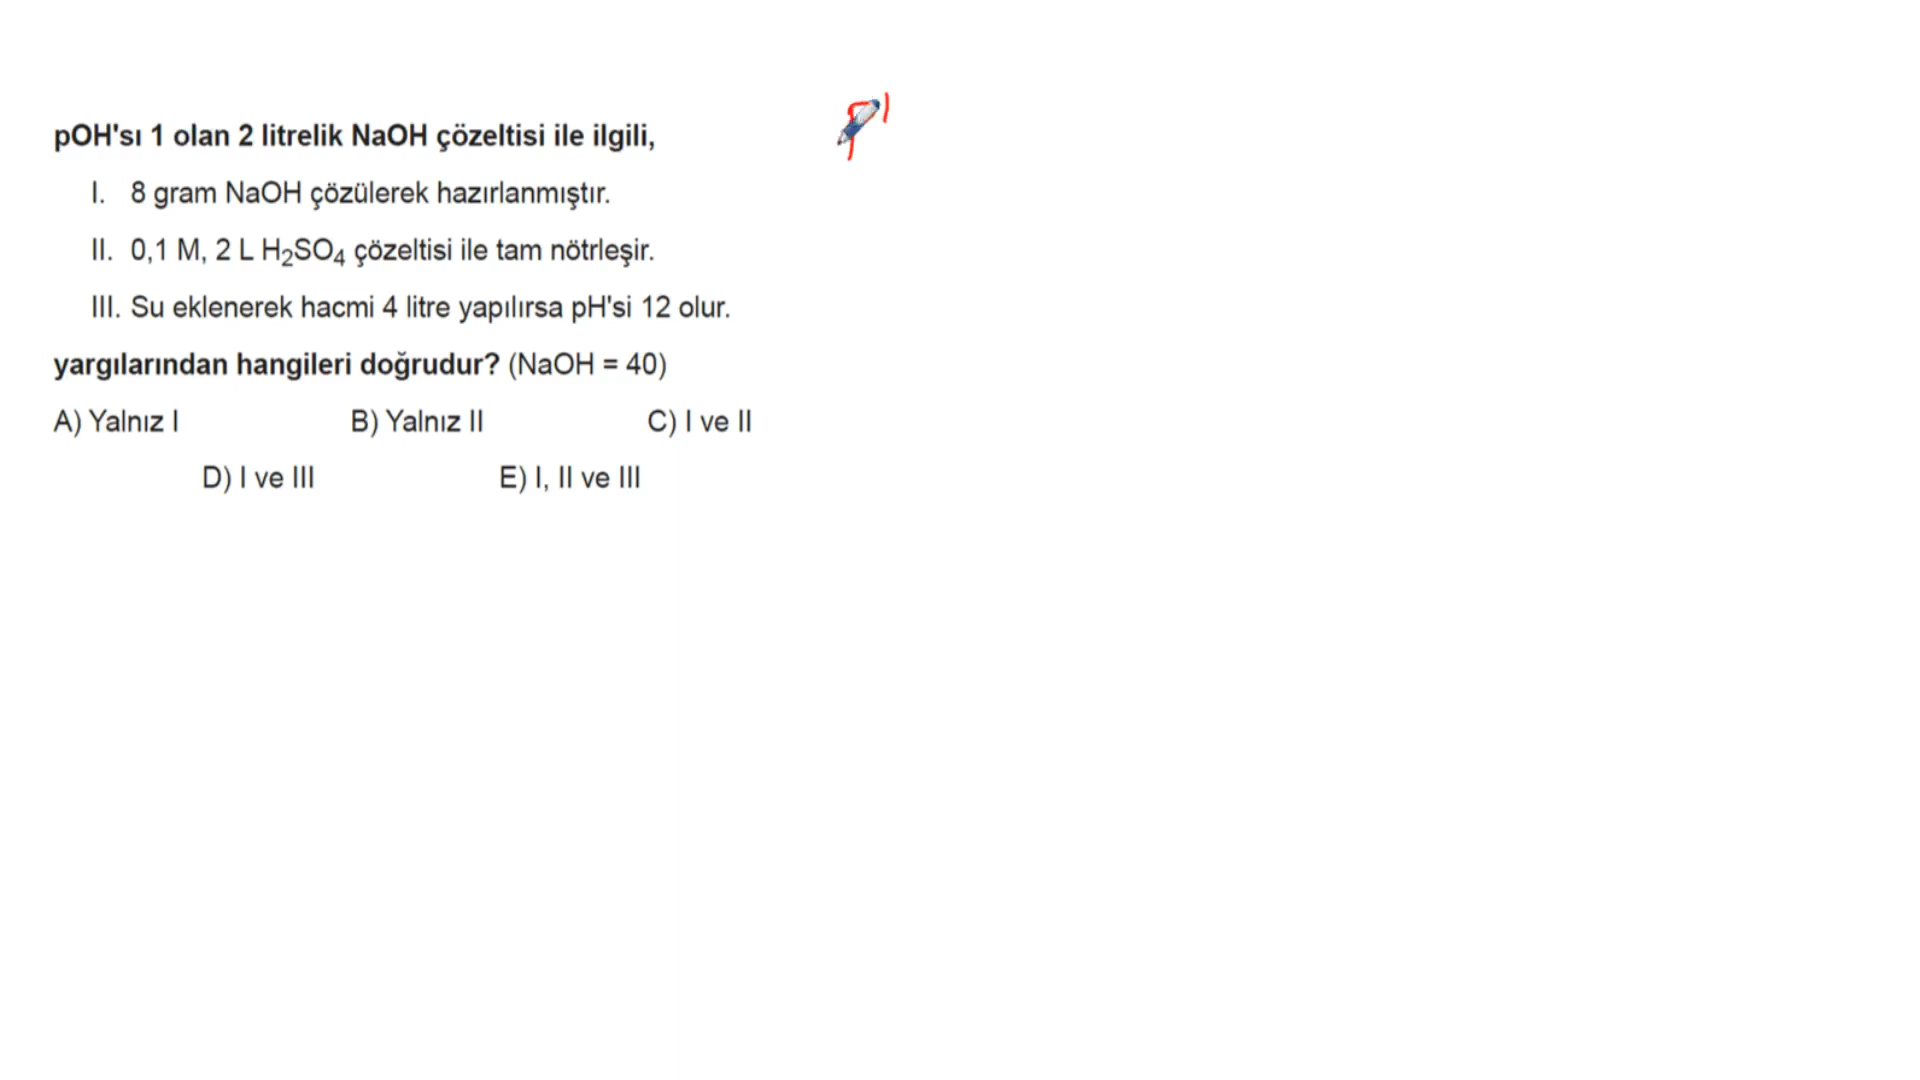 pOH'sı 1 olan 2 litrelik NaOH çözeltisi ile ilgili,
I. 8 gram NaOH çözülerek hazırlanmıştır.
II. 0,1 M, 2 L H₂SO₄ çözeltisi ile tam nötrleşir.
III. Su eklenerek hacmi 4 litre yapılırsa pH'si 12 olur.
yargılarından hangileri doğrudur? (NaOH = 40)
A) Yalnız I B) Yalnız II C) I ve II
D) I ve III E) I, II ve III